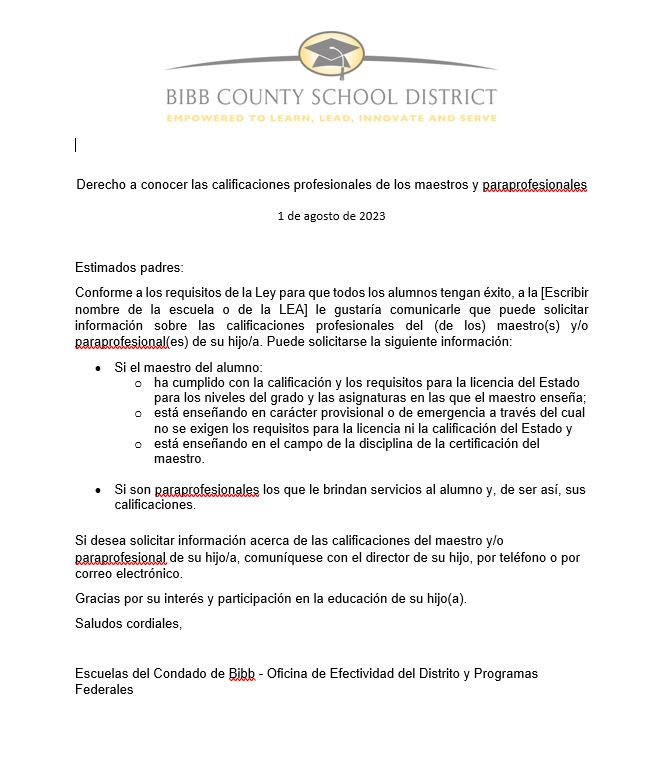 BIBB COUNTY SCHOOL DISTRICT
EMPOWERED TO LEARN, LEAD, INNOVATE AND SERVE
Derecho a conocer las calificaciones profesionales de los maestros y paraprofesionales
1 de agosto de 2023
Estimados padres:
Conforme a los requisitos de la Ley para que todos los alumnos tengan éxito, a la [Escribir
nombre de la escuela o de la LEA] le gustaría comunicarle que puede solicitar
información sobre las calificaciones profesionales del (de los) maestro(s) y/o
paraprofesional(es) de su hijo/a. Puede solicitarse la siguiente información:
• Si el maestro del alumno:
o ha cumplido con la calificación y los requisitos para la licencia del Estado
para los niveles del grado y las asignaturas en las que el maestro enseña;
o está enseñando en carácter provisional o de emergencia a través del cual
no se exigen los requisitos para la licencia ni la calificación del Estado y
o está enseñando en el campo de la disciplina de la certificación del
maestro.
• Si son paraprofesionales los que le brindan servicios al alumno y, de ser así, sus
calificaciones.
Si desea solicitar información acerca de las calificaciones del maestro y/o
paraprofesional de su hijo/a, comuníquese con el director de su hijo, por teléfono o por
correo electrónico.
Gracias por su interés y participación en la educación de su hijo(a).
Saludos cordiales,
Escuelas del Condado de Bibb - Oficina de Efectividad del Distrito y Programas
Federales